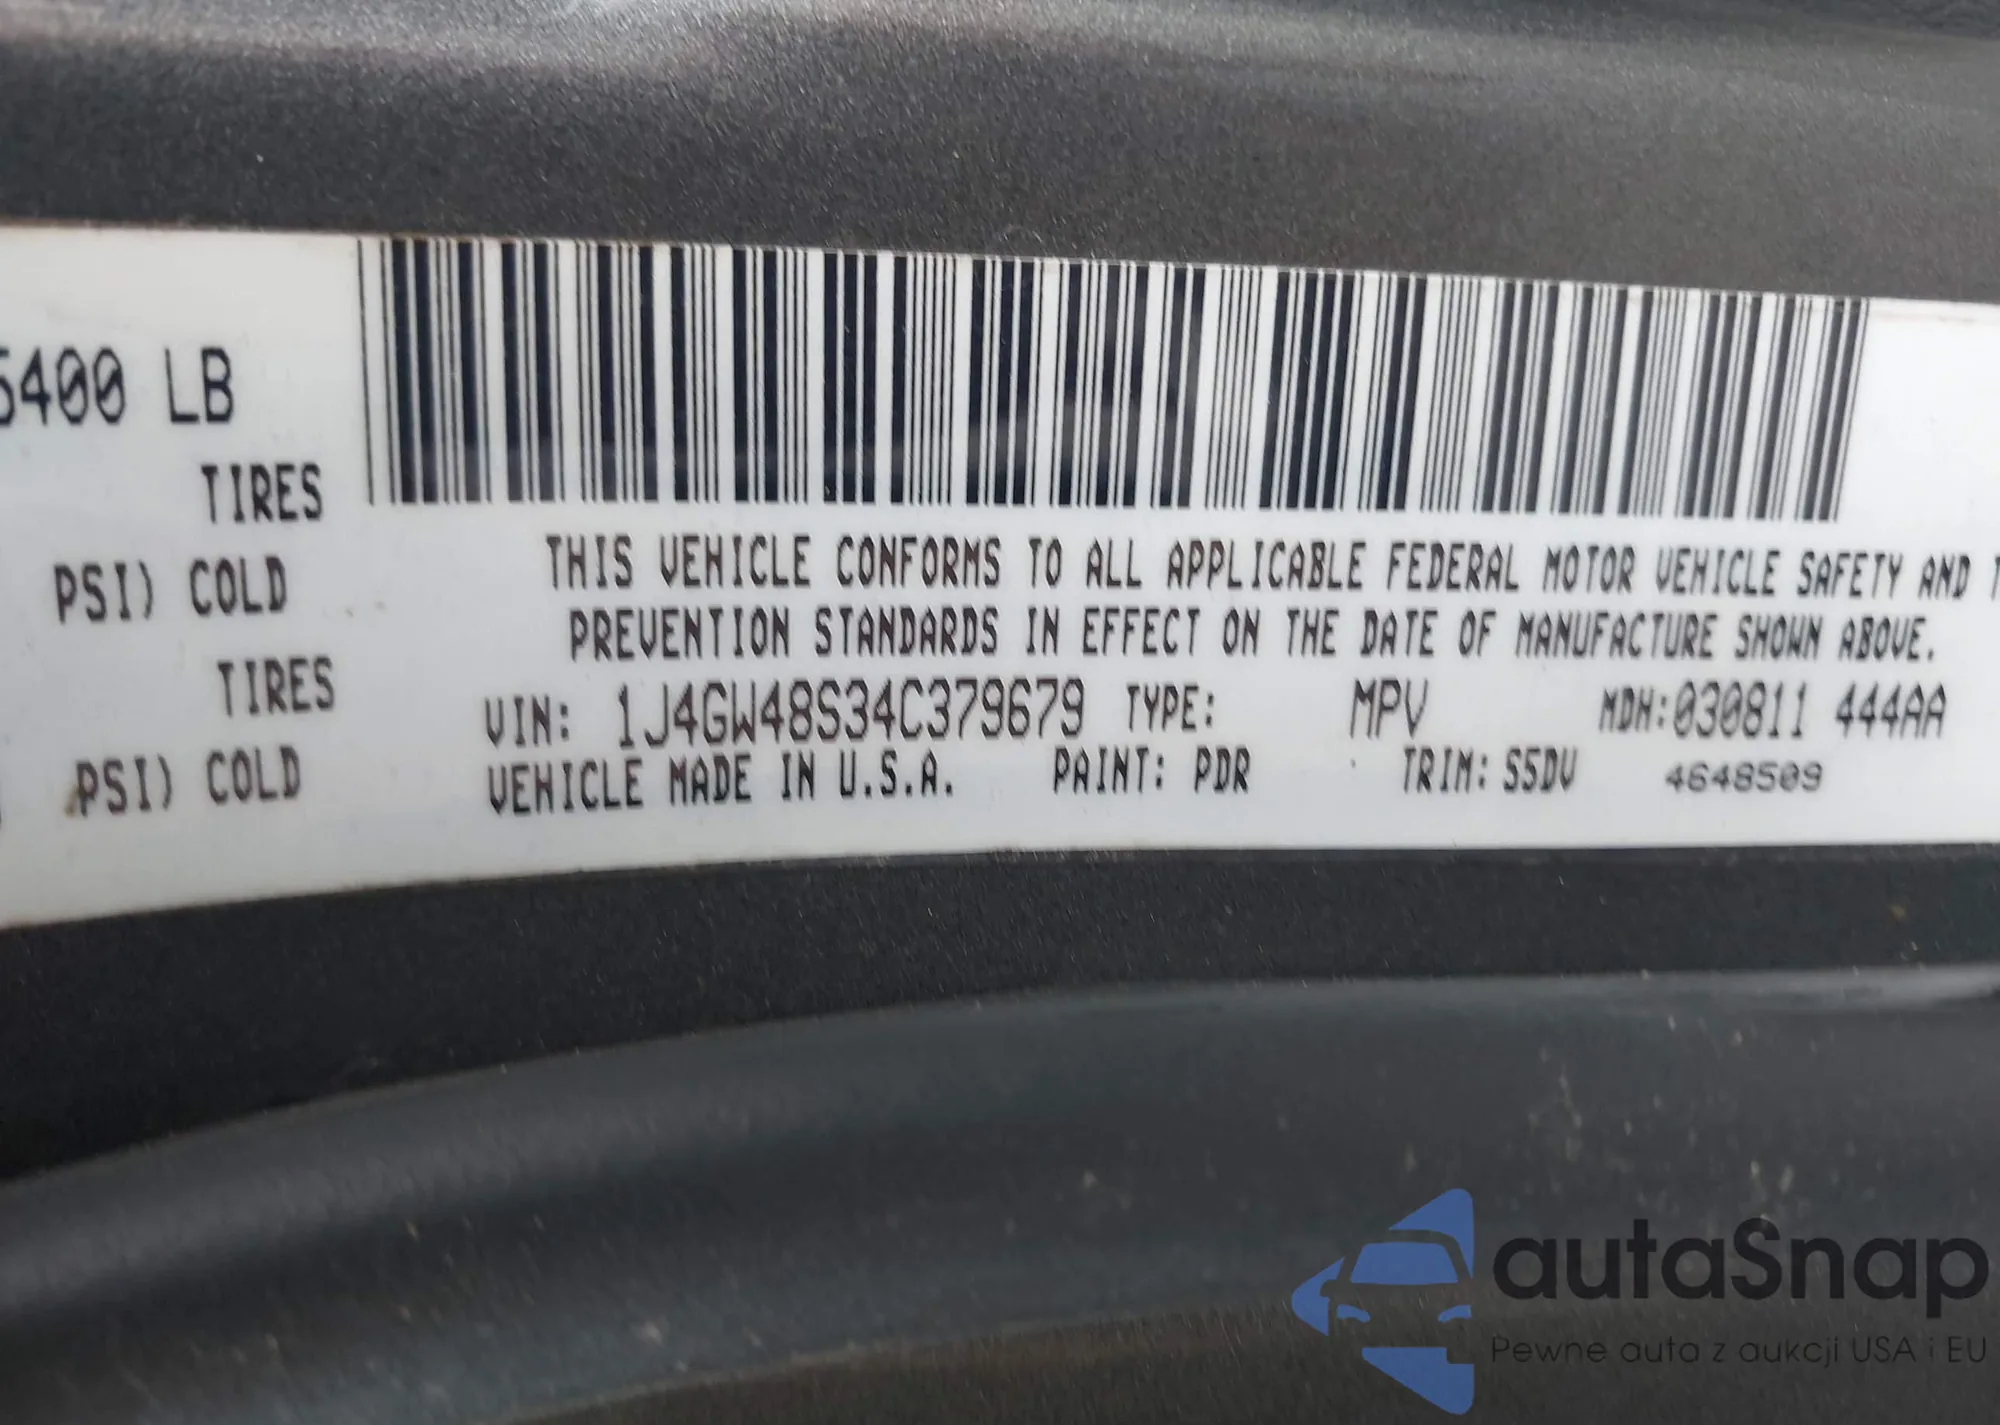 5400 LB
TIRES
PSI) COLD
TIRES
PSI) COLD
THIS VEHICLE CONFORMS TO ALL APPLICABLE FEDERAL MOTOR VEHICLE SAFETY AND T
PREVENTION STANDARDS IN EFFECT ON THE DATE OF MANUFACTURE SHOWN ABOVE.
VIN: 1J4GW48S34C379679 TYPE: MPV MDH:030811 444AA
VEHICLE MADE IN U.S.A. PAINT: PDR TRIM: S5DV 4648509
autaSnap
Pewne auta z aukcji USA i EU